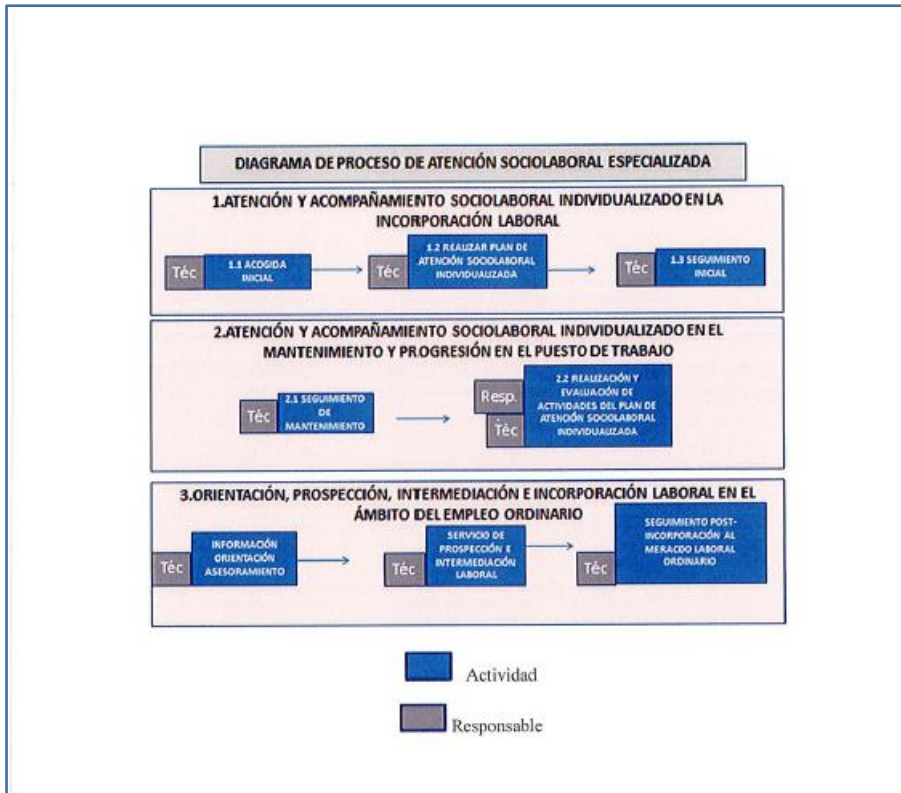 DIAGRAMA DE PROCESO DE ATENCIÓN SOCIOLABORAL ESPECIALIZADA
1.ATENCIÓN Y ACOMPAÑAMIENTO SOCIOLABORAL INDIVIDUALIZADO EN LA
INCORPORACIÓN LABORAL
Téc
1.1 ACOGIDA
INICIAL
Téc
1.2 REALIZAR PLAN DE
ATENCIÓN SOCIOLABORAL
INDIVIDUALIZADA
Téc
1.3 SEGUIMIENTO
INICIAL
2.ATENCIÓN Y ACOMPAÑAMIENTO SOCIOLABORAL INDIVIDUALIZADO EN EL
MANTENIMIENTO Y PROGRESIÓN EN EL PUESTO DE TRABAJO
Téc
2.1 SEGUIMIENTO
DE
MANTENIMIENTO
Resp.
Téc
2.2 REALIZACIÓN Y
EVALUACIÓN DE
ACTIVIDADES DEL PLAN DE
ATENCIÓN SOCIOLABORAL
INDIVIDUALIZADA
3.ORIENTACIÓN, PROSPECCIÓN, INTERMEDIACIÓN E INCORPORACIÓN LABORAL EN EL
ÁMBITO DEL EMPLEO ORDINARIO
Téc
INFORMACIÓN
ORIENTACIÓN
ASESORAMIENTO
Téc
SERVICIO DE
PROSPECCIÓN E
INTERMEDIACIÓN
LABORAL
Téc
SEGUIMIENTO POST-
INCORPORACIÓN AL
MERACDO LABORAL
ORDINARIO
Actividad
Responsable